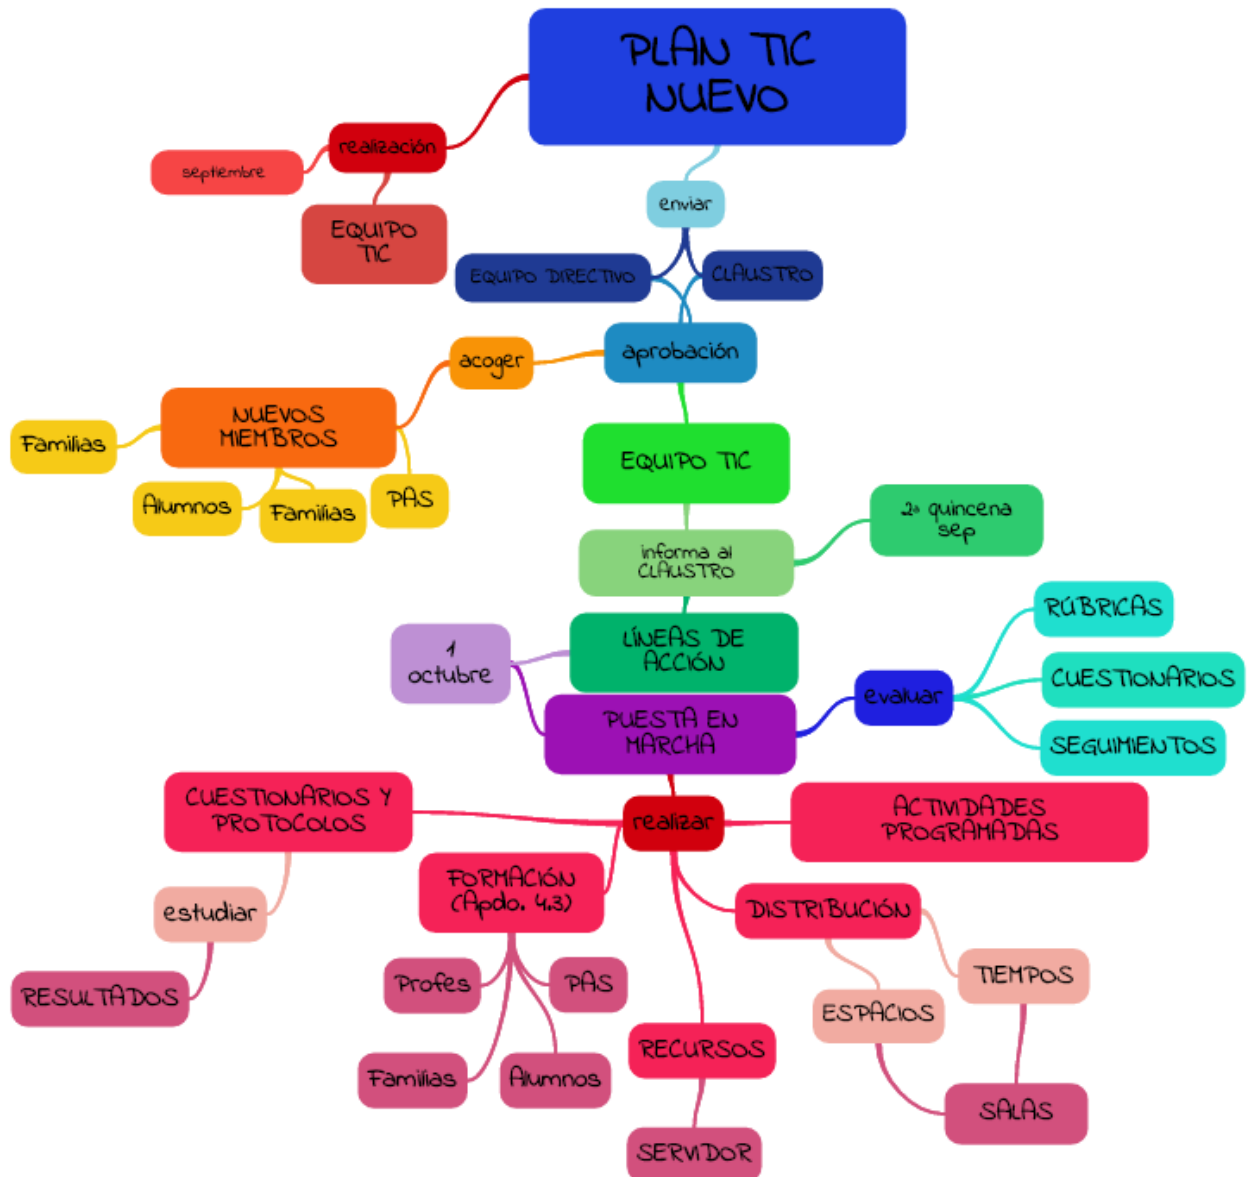 PLAN TIC
NUEVO
realización
septiembre
EQUIPO
TIC
enviar
EQUIPO DIRECTIVO
CLAUSTRO
aprobación
acoger
NUEVOS
MIEMBROS
Familias
Alumnos
Familias
PAS
EQUIPO TIC
informa al
CLAUSTRO
2ª quincena
sep
LÍNEAS DE
ACCIÓN
1
octubre
PUESTA EN
MARCHA
evaluar
RÚBRICAS
CUESTIONARIOS
SEGUIMIENTOS
realizar
CUESTIONARIOS Y
PROTOCOLOS
estudiar
RESULTADOS
FORMACIÓN
(Apdo. 4.3)
Profes
PAS
Familias
Alumnos
ACTIVIDADES
PROGRAMADAS
DISTRIBUCIÓN
TIEMPOS
ESPACIOS
SALAS
RECURSOS
SERVIDOR